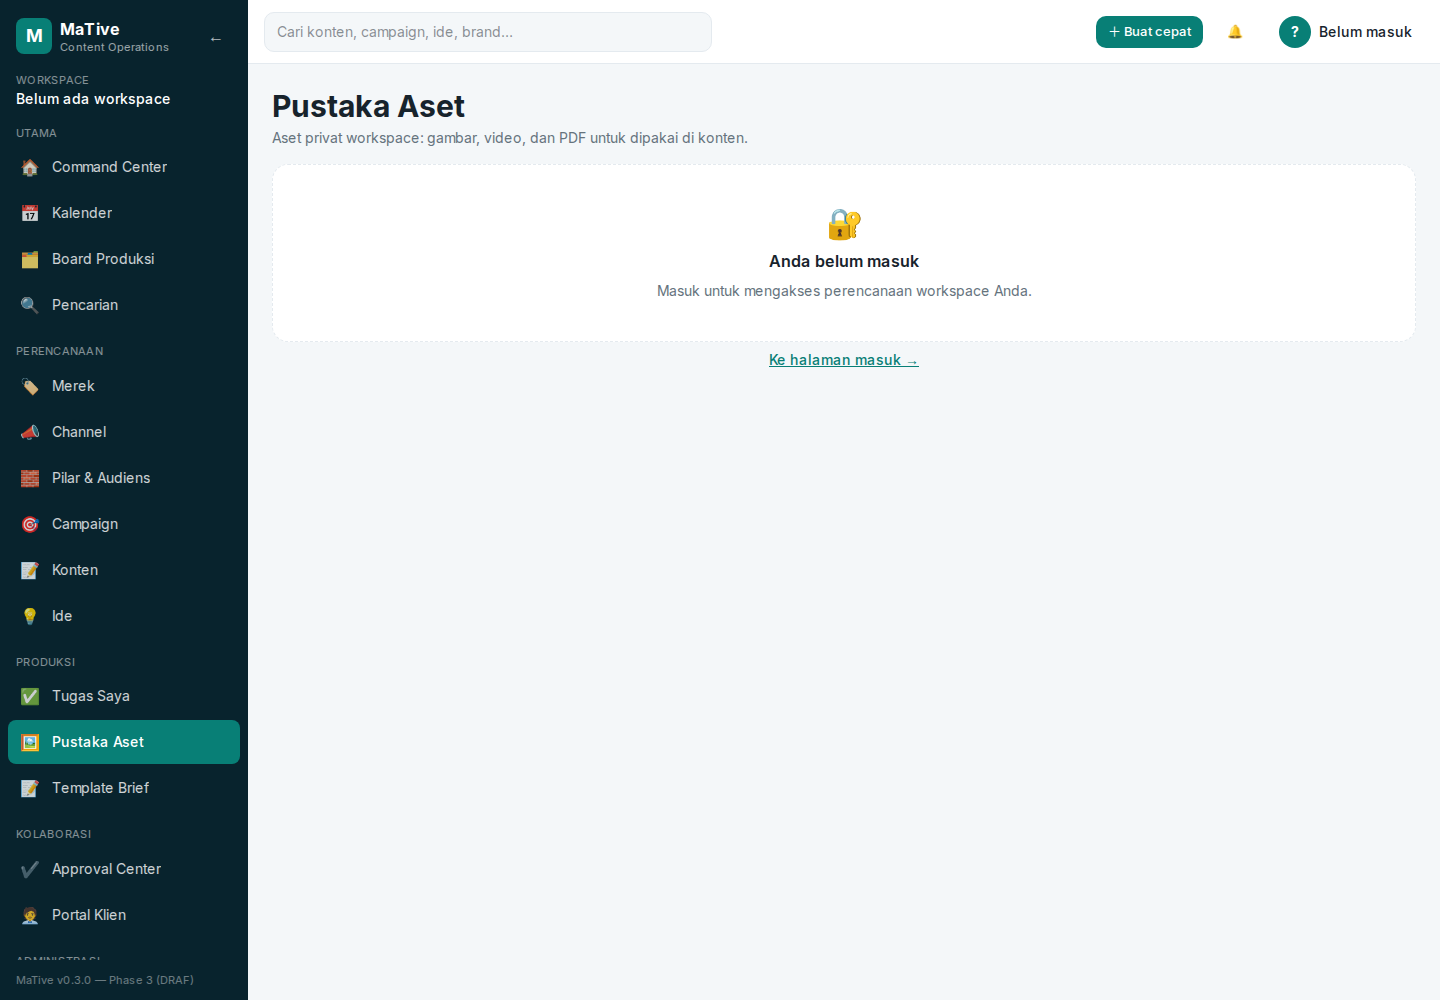 M
MaTive
Content Operations
←
WORKSPACE
Belum ada workspace
UTAMA
Command Center
Kalender
Board Produksi
Pencarian
PERENCANAAN
Merek
Channel
Pilar & Audiens
Campaign
Konten
Ide
PRODUKSI
Tugas Saya
Pustaka Aset
Template Brief
KOLABORASI
Approval Center
Portal Klien
ADMINISTRASI
MaTive v0.3.0 — Phase 3 (DRAF)
Cari konten, campaign, ide, brand...
+ Buat cepat
? Belum masuk
Pustaka Aset
Aset privat workspace: gambar, video, dan PDF untuk dipakai di konten.
Anda belum masuk
Masuk untuk mengakses perencanaan workspace Anda.
Ke halaman masuk →